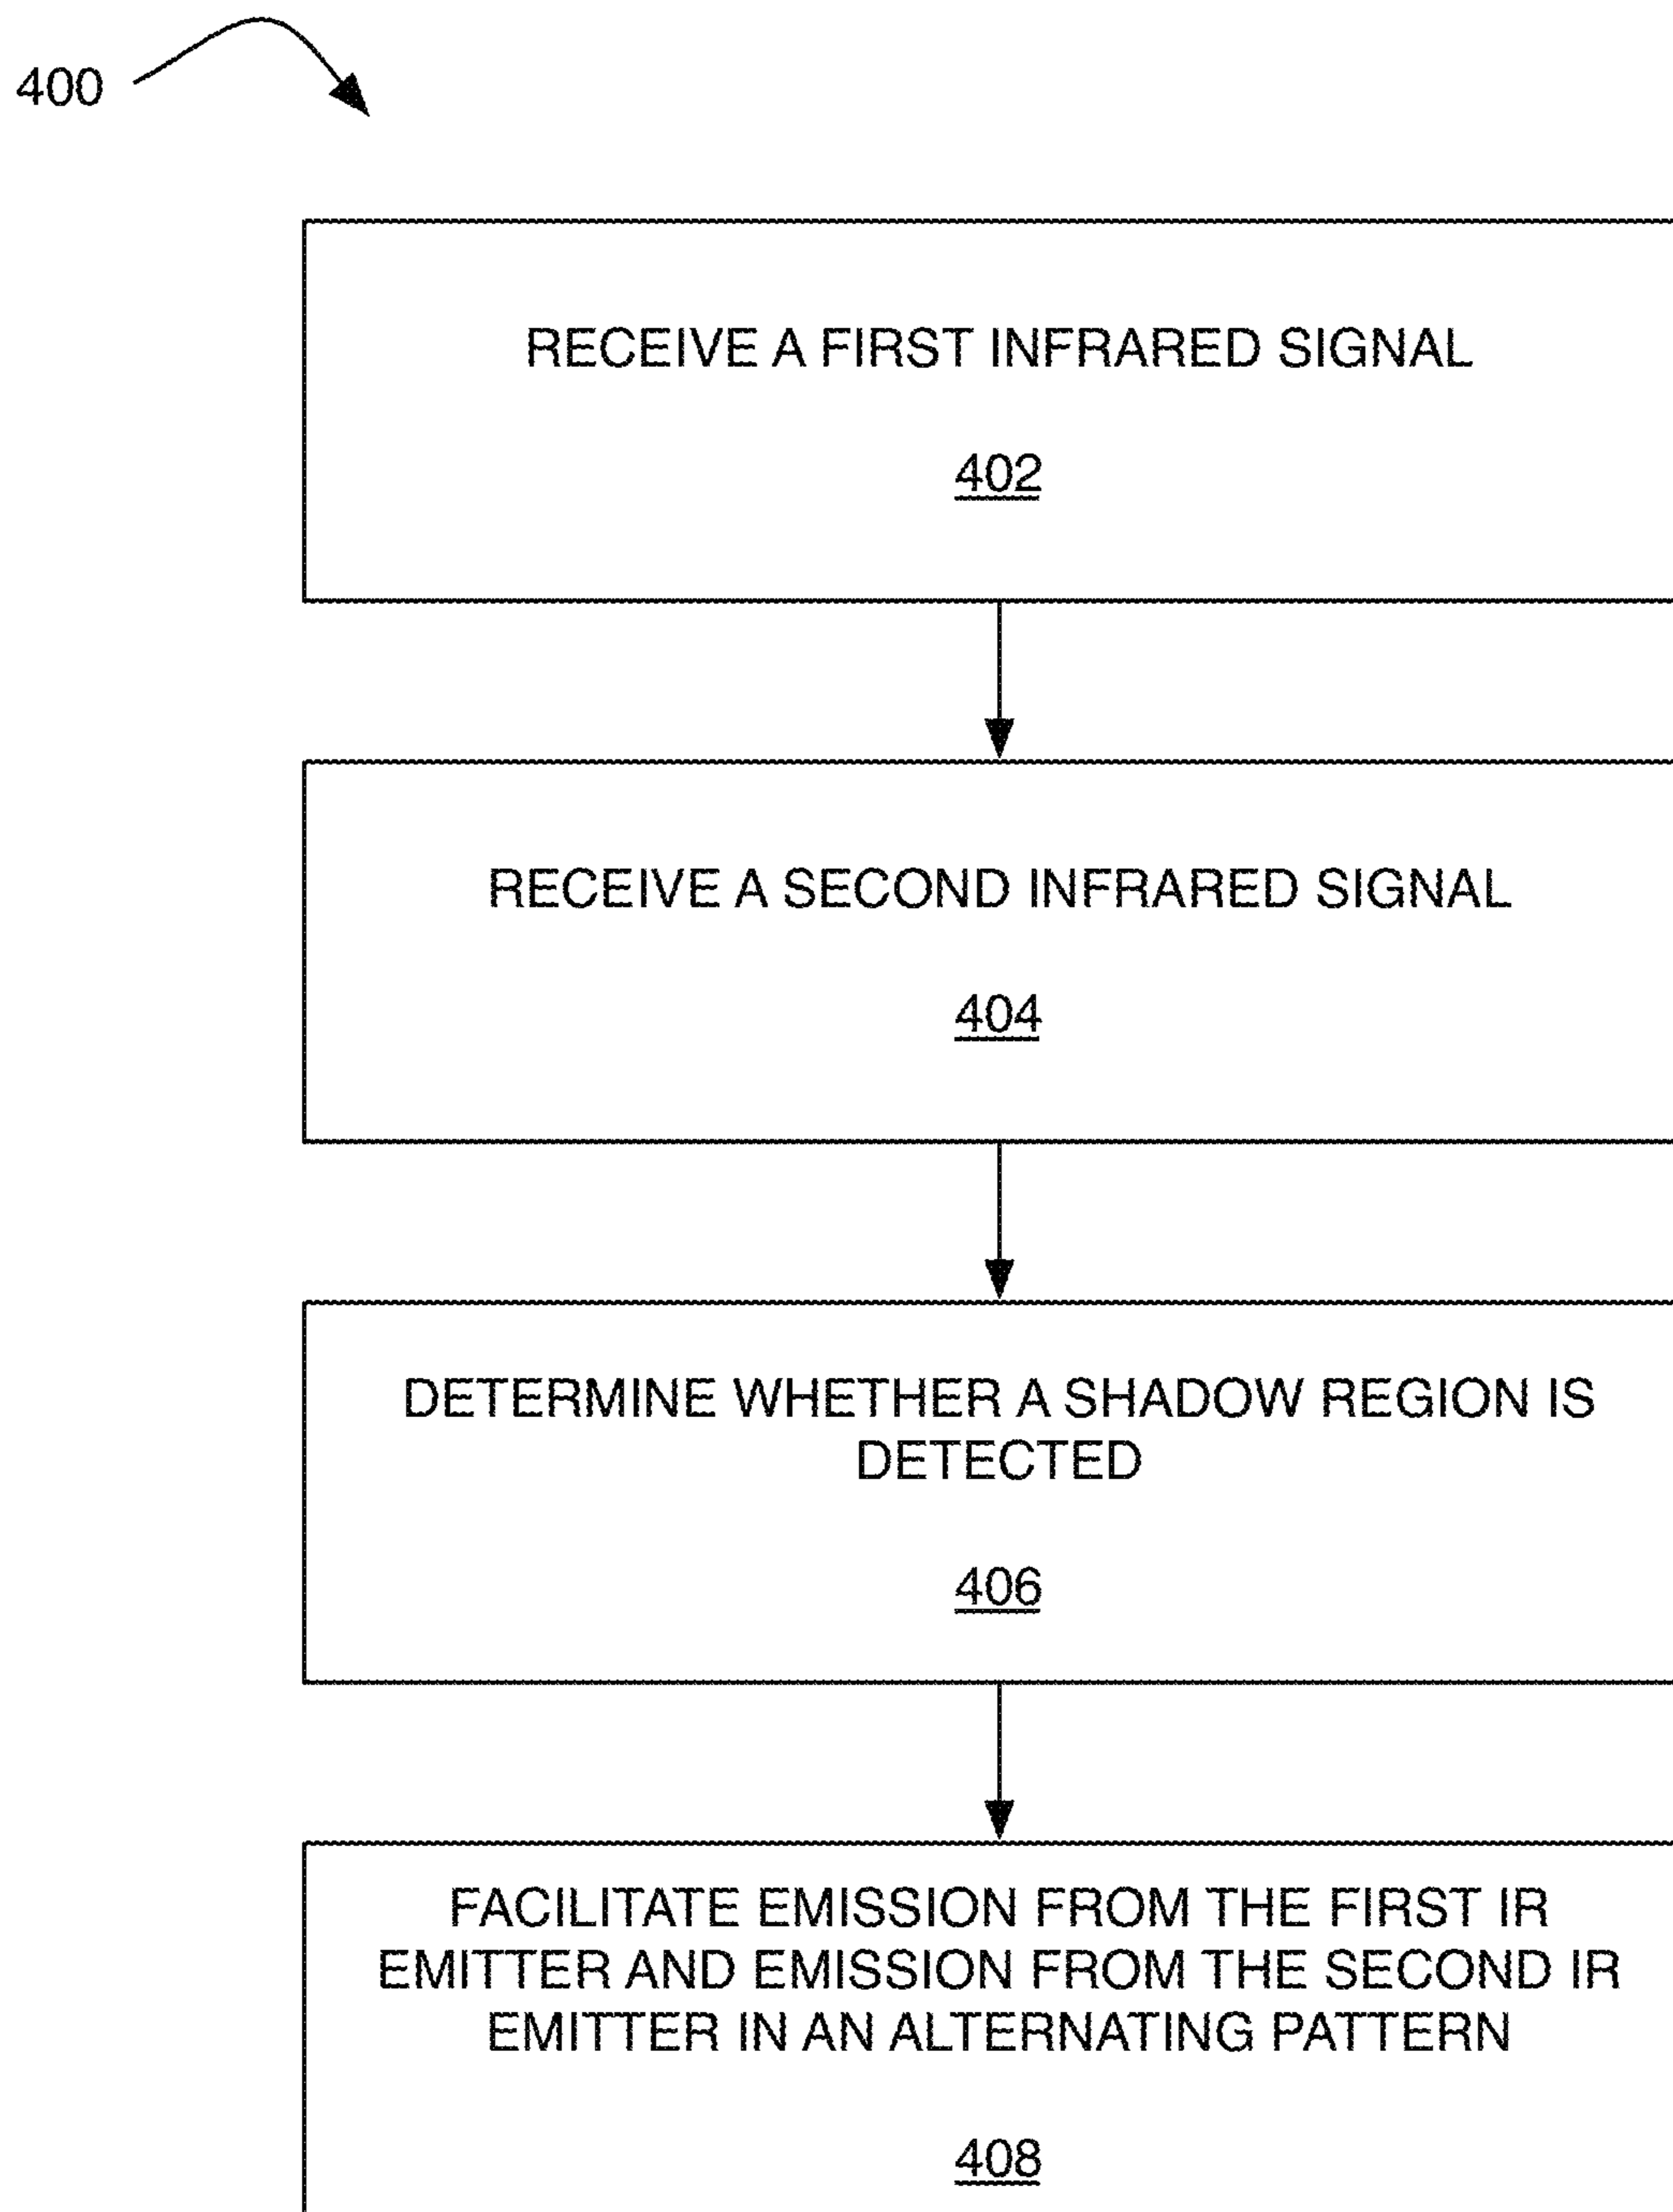 400
RECEIVE A FIRST INFRARED SIGNAL
402
RECEIVE A SECOND INFRARED SIGNAL
404
DETERMINE WHETHER A SHADOW REGION IS
DETECTED
406
FACILITATE EMISSION FROM THE FIRST IR
EMITTER AND EMISSION FROM THE SECOND IR
EMITTER IN AN ALTERNATING PATTERN
408